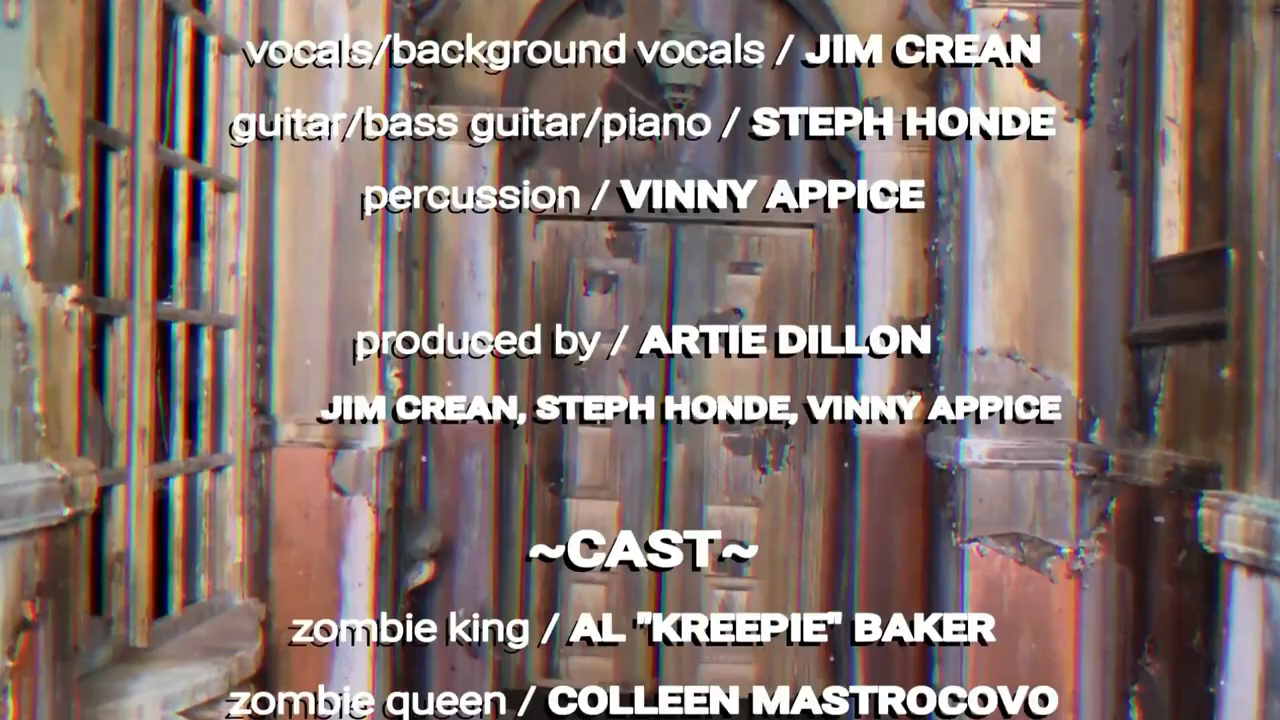 vocals/background vocals / JIM CREAN
guitar/bass guitar/piano / STEPH HONDE
percussion / VINNY APPICE
produced by / ARTIE DILLON
JIM CREAN, STEPH HONDE, VINNY APPICE
~CAST~
zombie king / AL "KREEPIE" BAKER
zombie queen / COLLEEN MASTROCOVO